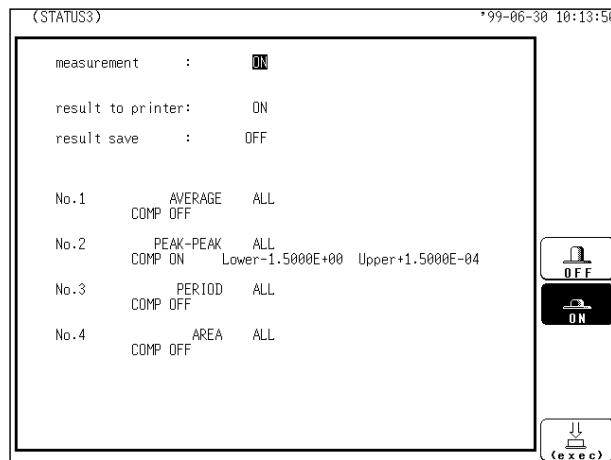 (STATUS3) '99-06-30 10:13:50
measurement : ON
result to printer: ON
result save : OFF
No.1 AVERAGE ALL
COMP OFF
No.2 PEAK-PEAK ALL
COMP ON Lower-1.5000E+00 Upper+1.5000E-04
No.3 PERIOD ALL
COMP OFF
No.4 AREA ALL
COMP OFF
OFF
ON
(exec)